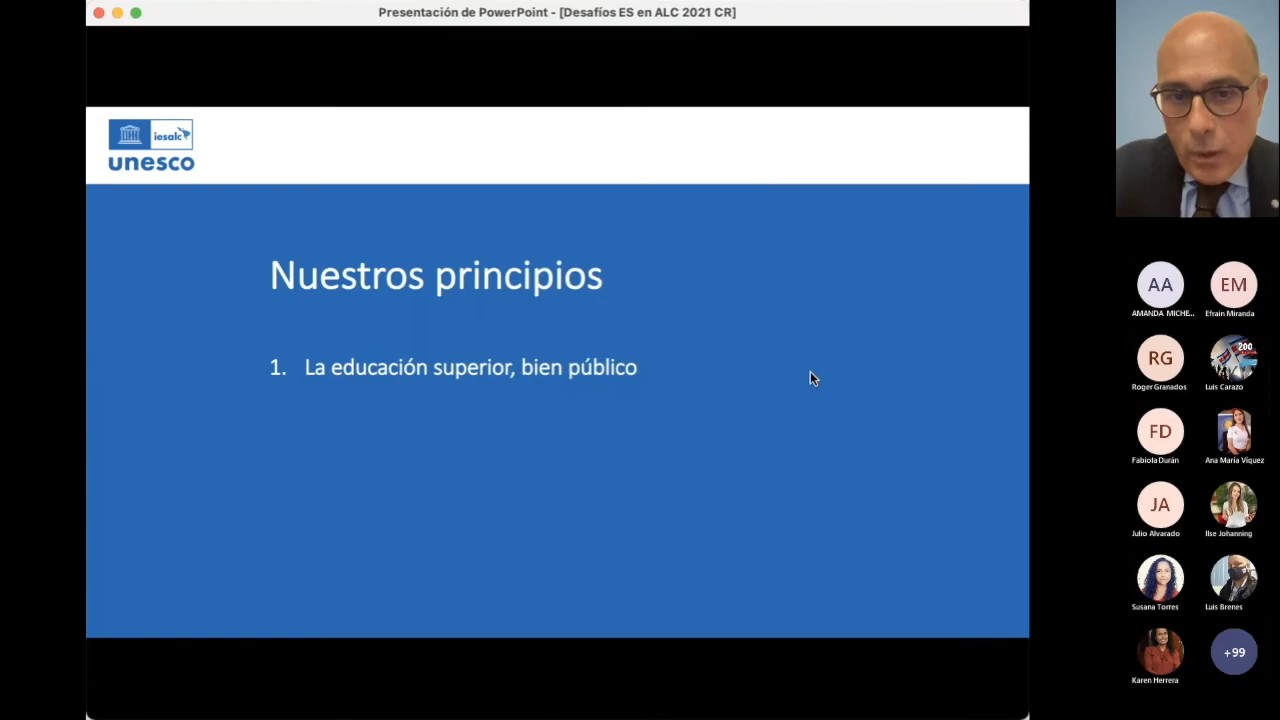 Presentación de PowerPoint - [Desafíos ES en ALC 2021 CR]
iesalc
unesco
Nuestros principios
1. La educación superior, bien público
AA
EM
AMANDA MICHE...
Efrain Miranda
RG
200
Roger Granados
Luis Carazo
FD
Fabiola Durán
Ana María Víquez
JA
Julio Alvarado
Ilse Johanning
Susana Torres
Luis Brenes
+99
Karen Herrera